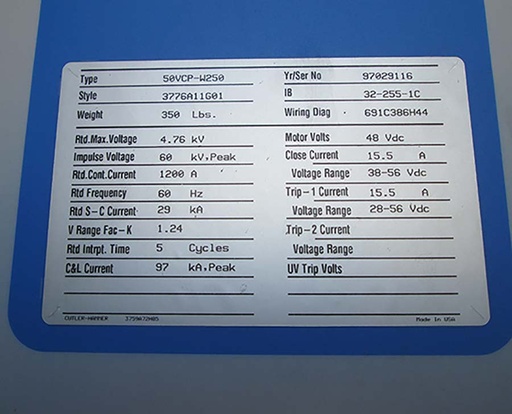 Type 50VCP-W250 Yr/Ser No 97029116
Style 3776A11G01 IB 32-255-1C
Weight 350 Lbs. Wiring Diag 691C386H44
Rtd.Max.Voltage 4.76 kV Motor Volts 48 Vdc
Impulse Voltage 60 kV,Peak Close Current 15.5 A
Rtd.Cont.Current 1200 A Voltage Range 38-56 Vdc
Rtd Frequency 60 Hz Trip-1 Current 15.5 A
Rtd S-C Current 29 kA Voltage Range 28-56 Vdc
V Range Fac-K 1.24 Trip-2 Current
Rtd Intrpt. Time 5 Cycles Voltage Range
C&L Current 97 kA,Peak UV Trip Volts
CUTLER-HAMMER 3759A72H05 Made In USA